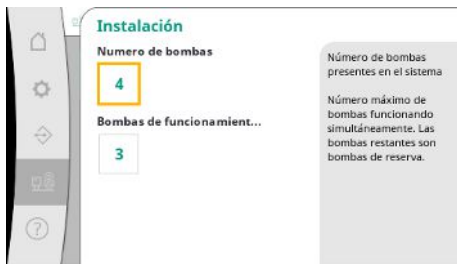 Instalación
Numero de bombas
4
Bombas de funcionamient...
3
Número de bombas
presentes en el sistema
Número máximo de
bombas funcionando
simultáneamente. Las
bombas restantes son
bombas de reserva.
?